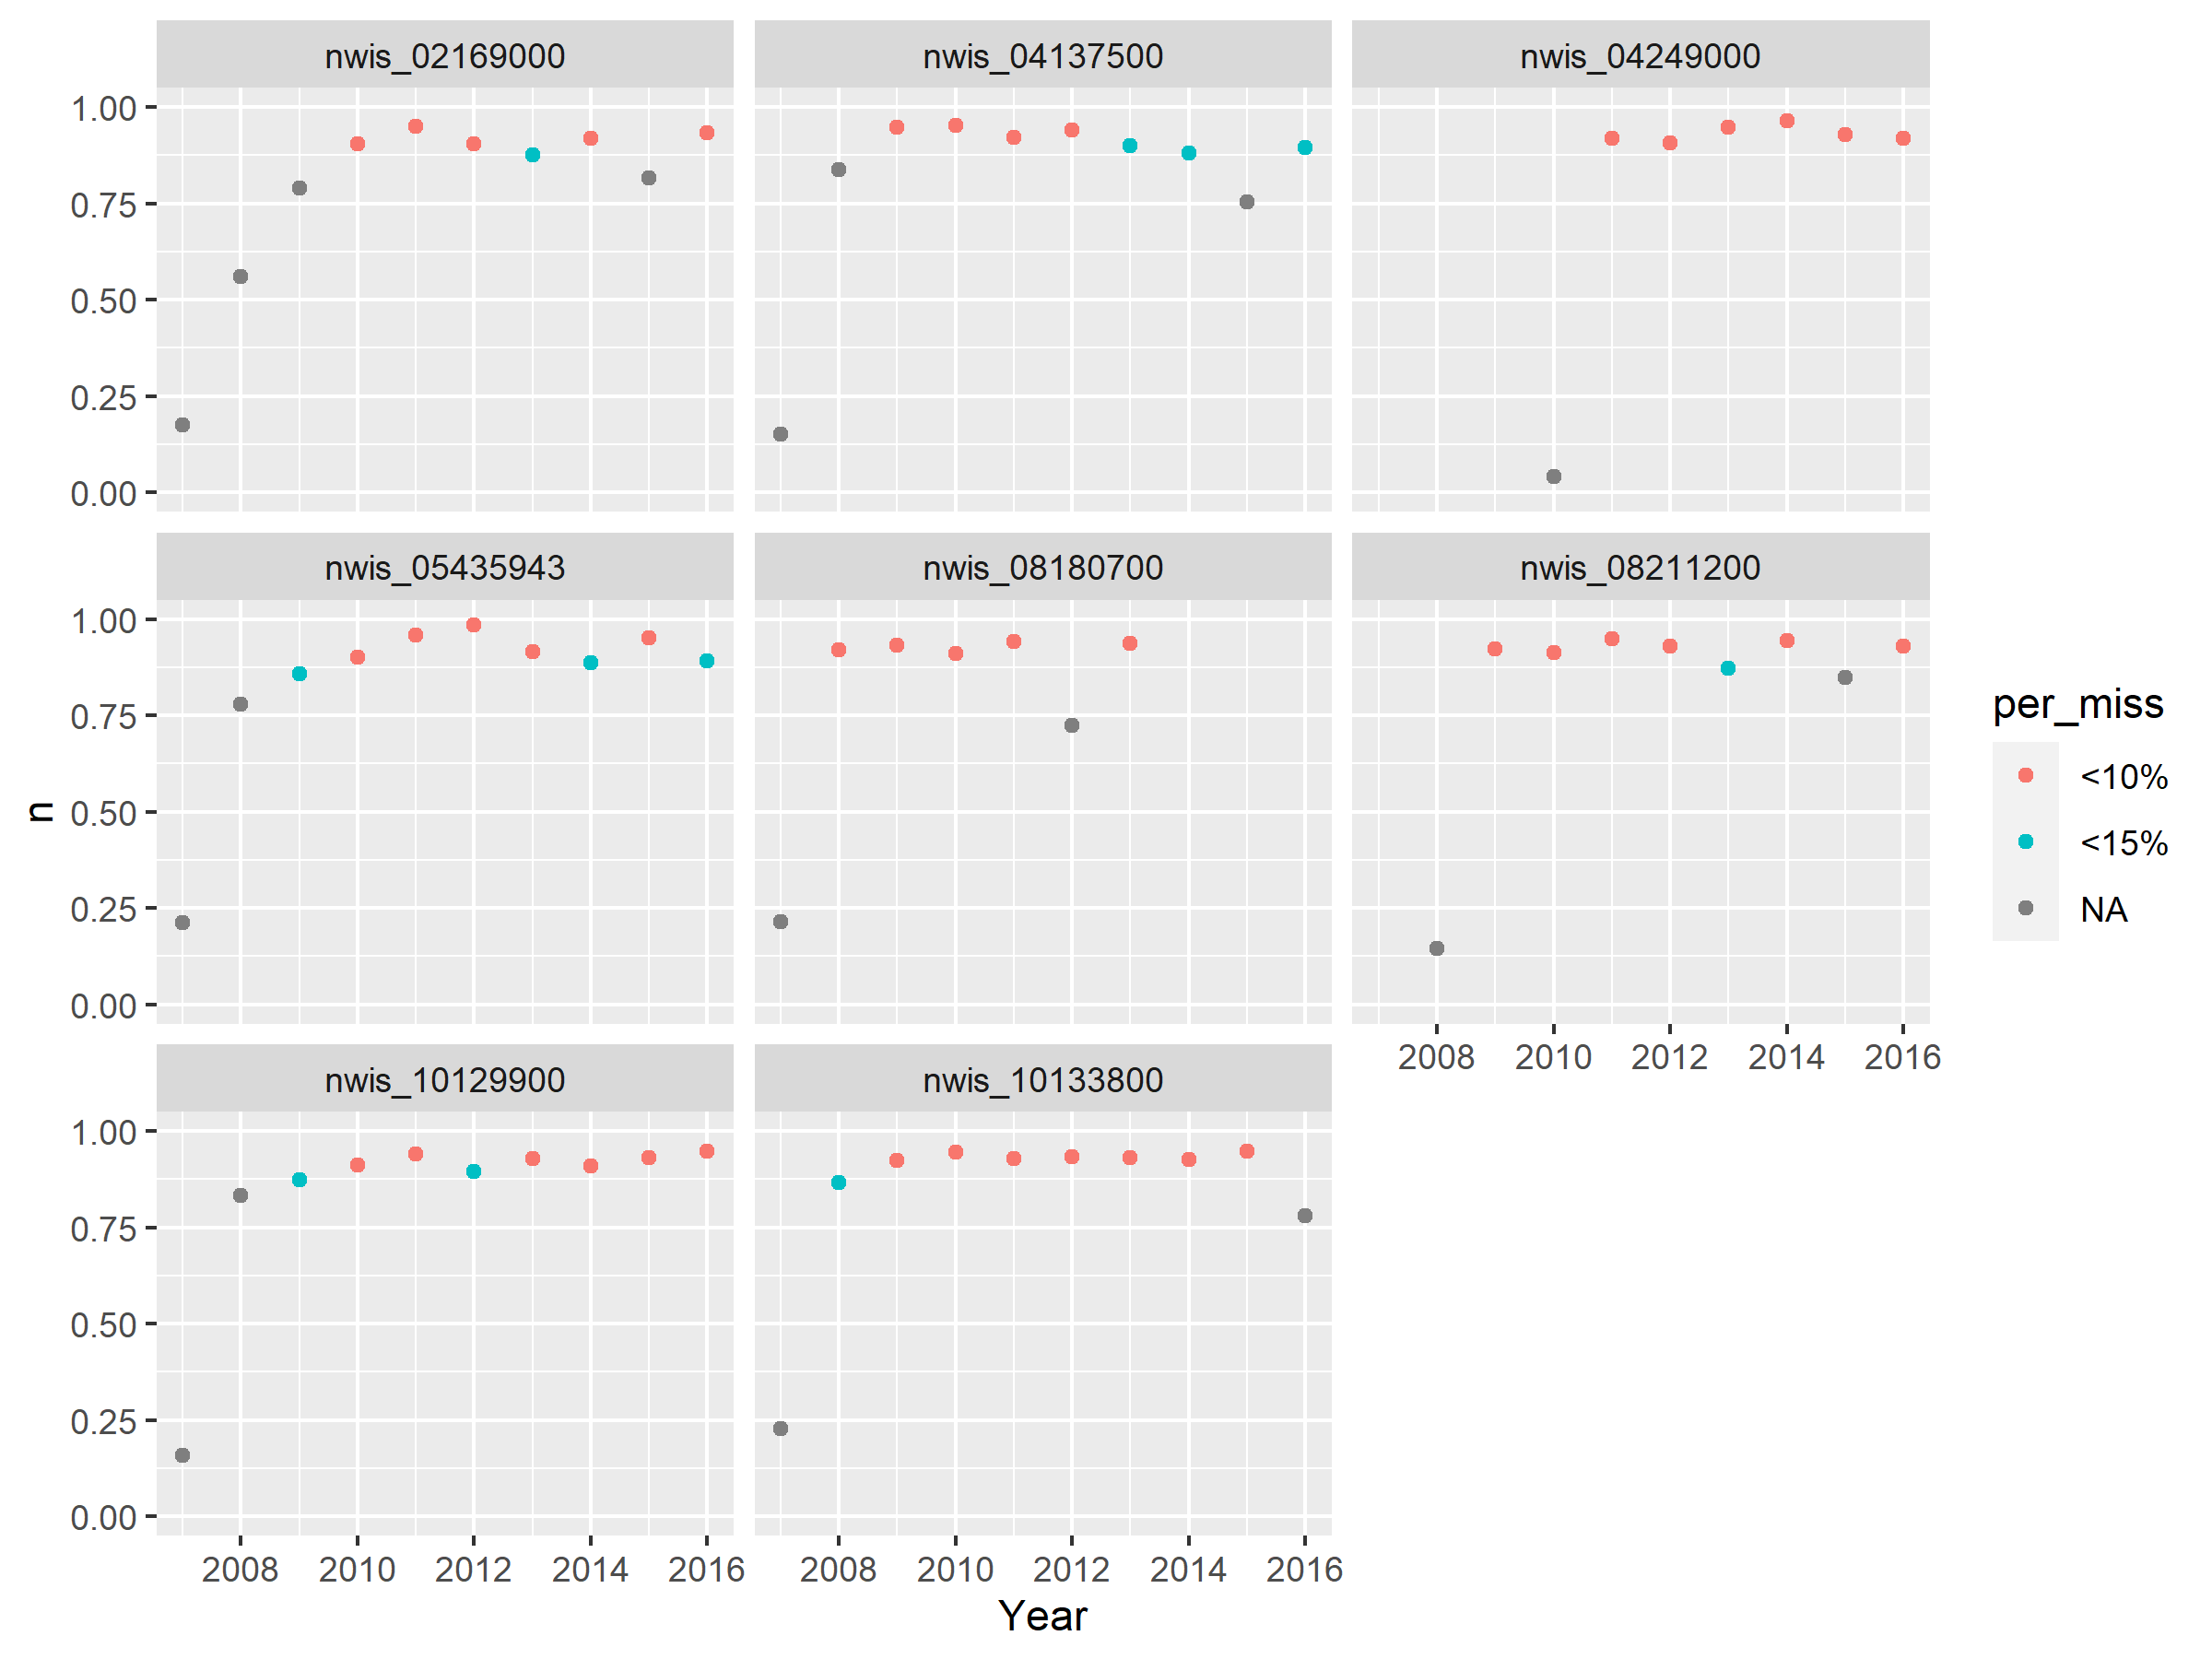 nwis_02169000 nwis_04137500 nwis_04249000
1.00
0.75
0.50
0.25
0.00
nwis_05435943 nwis_08180700 nwis_08211200
1.00
0.75
0.50
0.25
0.00
2008 2010 2012 2014 2016
nwis_10129900 nwis_10133800
1.00
0.75
0.50
0.25
0.00
2008 2010 2012 2014 2016 2008 2010 2012 2014 2016
Year
n
per_miss
<10%
<15%
NA